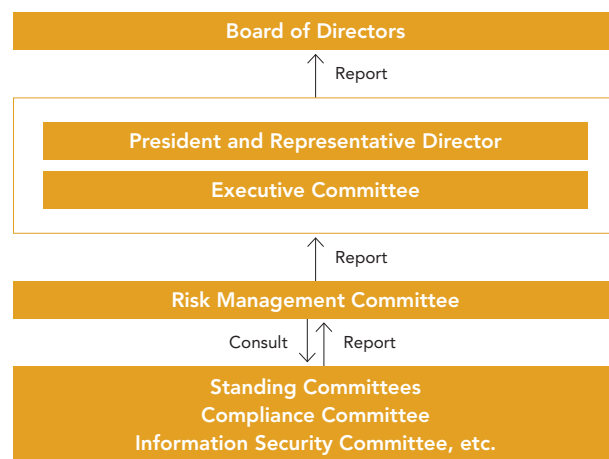 Board of Directors
Report
President and Representative Director
Executive Committee
Report
Risk Management Committee
Consult
Report
Standing Committees
Compliance Committee
Information Security Committee, etc.